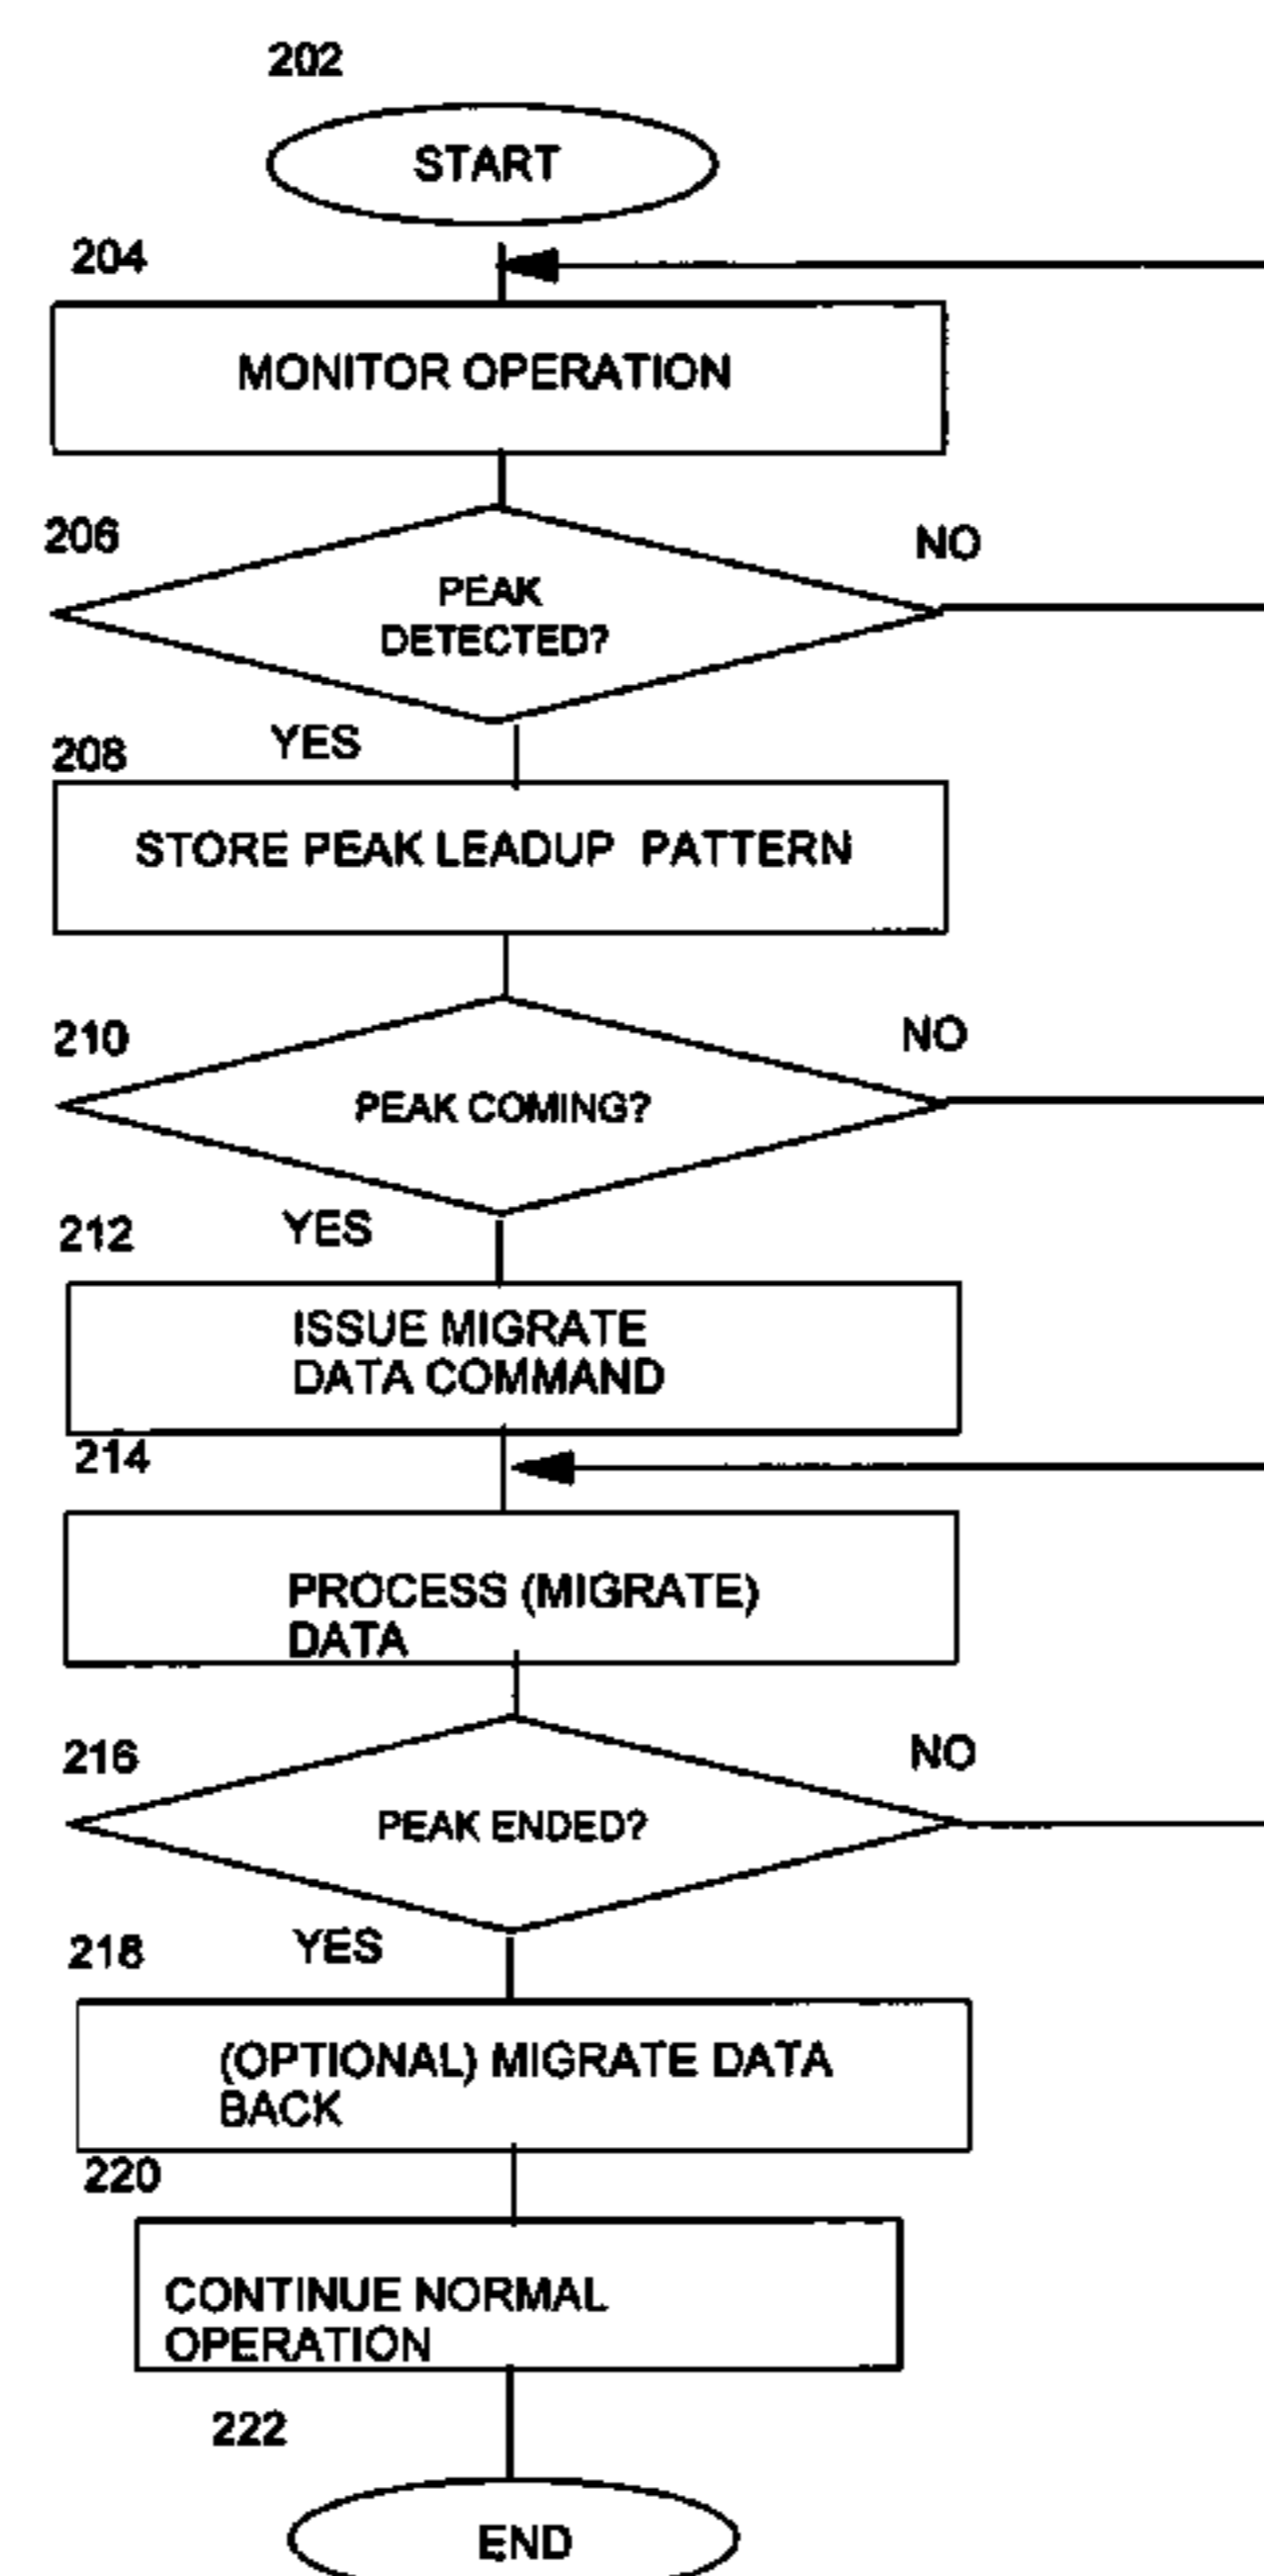 202
START
204
MONITOR OPERATION
206
NO
PEAK
DETECTED?
208
YES
STORE PEAK LEADUP PATTERN
210
NO
PEAK COMING?
212
YES
ISSUE MIGRATE
DATA COMMAND
214
PROCESS (MIGRATE)
DATA
216
NO
PEAK ENDED?
218
YES
(OPTIONAL) MIGRATE DATA
BACK
220
CONTINUE NORMAL
OPERATION
222
END